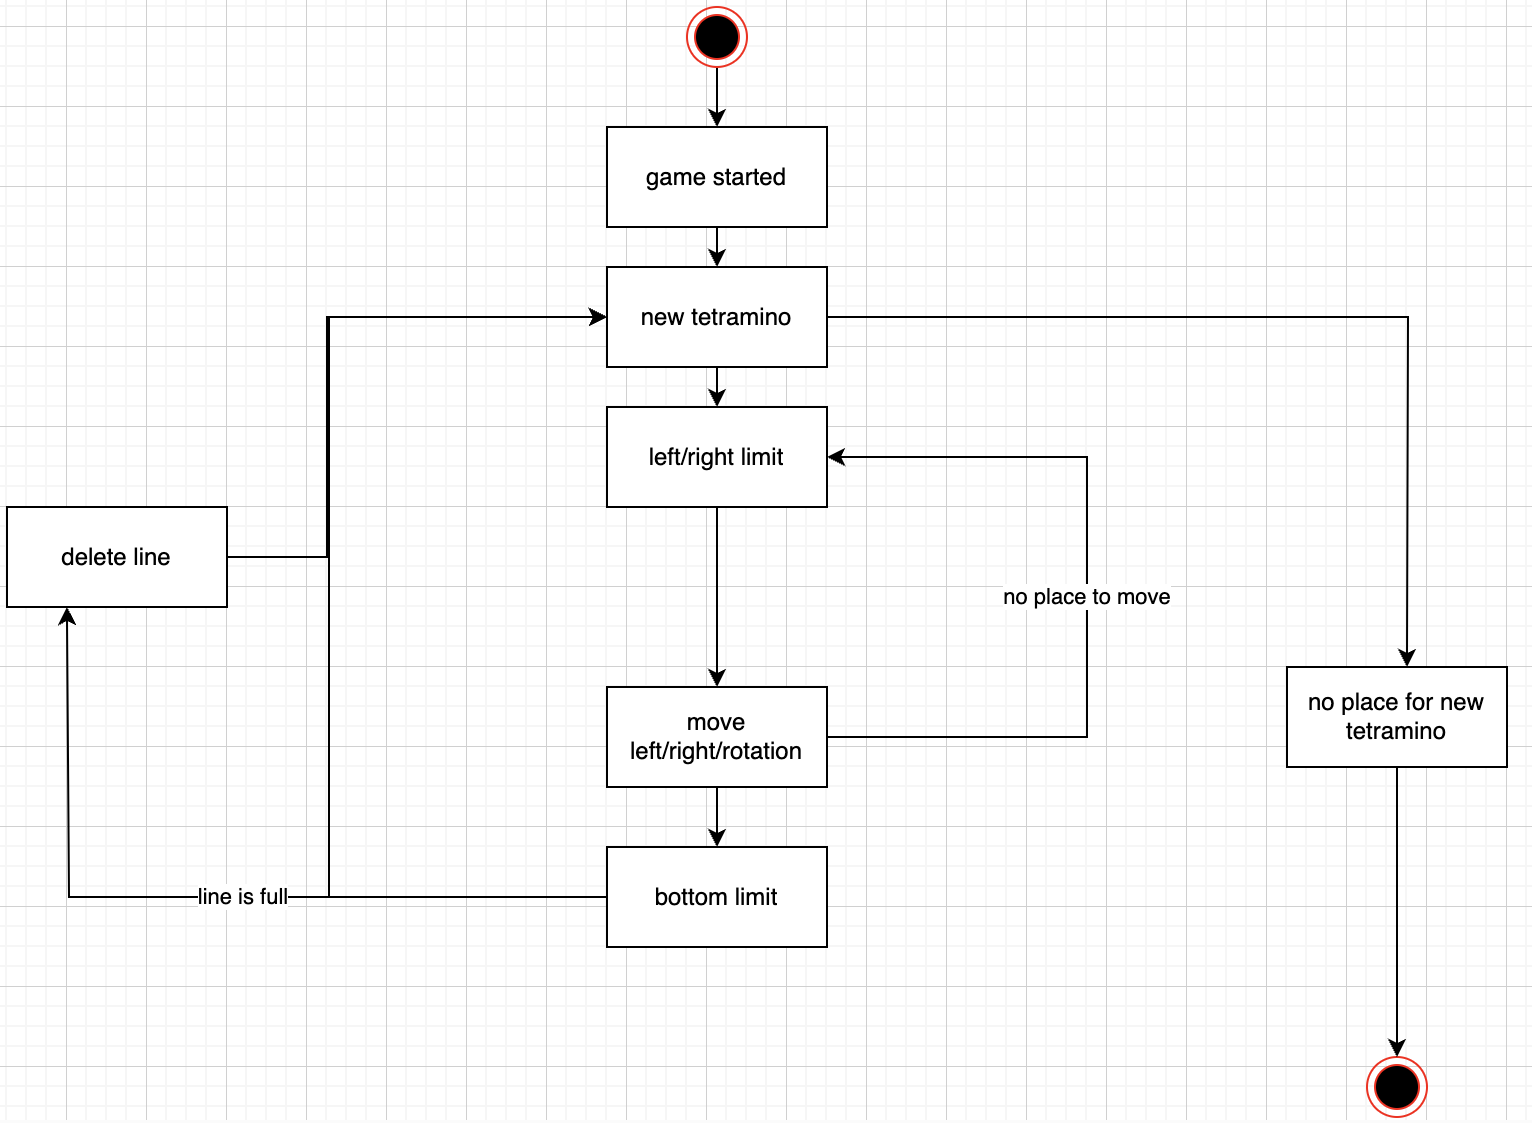 game started
new tetramino
left/right limit
delete line
no place to move
move
left/right/rotation
no place for new
tetramino
line is full
bottom limit